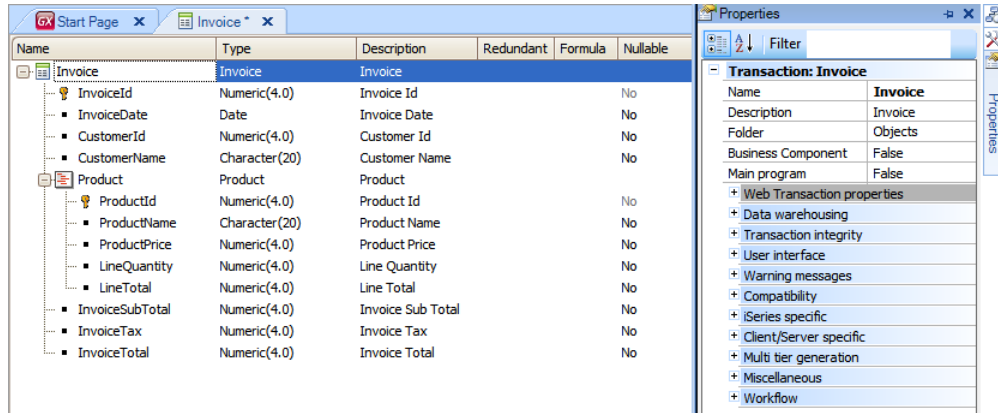 GX Start Page X Invoice * X
Name Type Description Redundant Formula Nullable
Invoice Invoice Invoice
InvoiceId Numeric(4.0) Invoice Id No
InvoiceDate Date Invoice Date No
CustomerId Numeric(4.0) Customer Id No
CustomerName Character(20) Customer Name No
Product Product Product
ProductId Numeric(4.0) Product Id No
ProductName Character(20) Product Name No
ProductPrice Numeric(4.0) Product Price No
LineQuantity Numeric(4.0) Line Quantity No
LineTotal Numeric(4.0) Line Total No
InvoiceSubTotal Numeric(4.0) Invoice Sub Total No
InvoiceTax Numeric(4.0) Invoice Tax No
InvoiceTotal Numeric(4.0) Invoice Total No
Properties
Filter
Transaction: Invoice
Name Invoice
Description Invoice
Folder Objects
Business Component False
Main program False
Web Transaction properties
Data warehousing
Transaction integrity
User interface
Warning messages
Compatibility
iSeries specific
Client/Server specific
Multi tier generation
Miscellaneous
Workflow
Properties